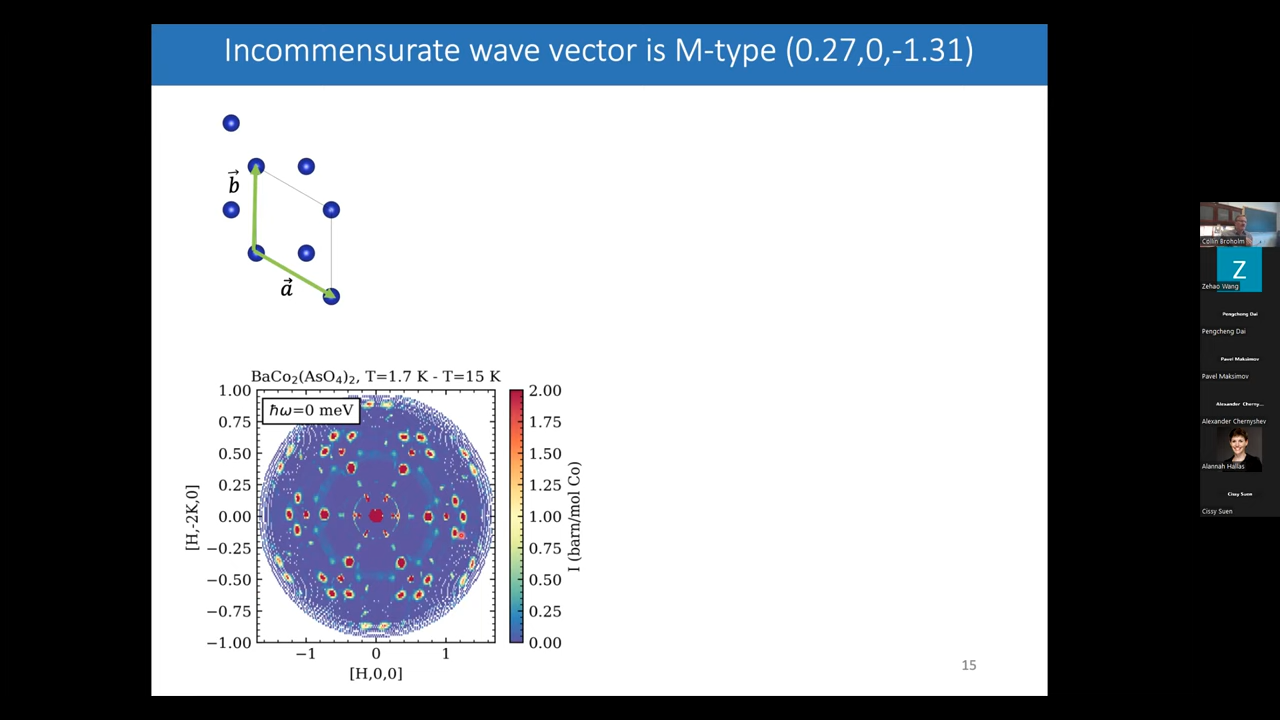 Incommensurate wave vector is M-type (0.27,0,-1.31)
b⃗
a⃗
BaCo₂(AsO₄)₂, T=1.7 K - T=15 K
ħω=0 meV
1.00
0.75
0.50
0.25
0.00
−0.25
−0.50
−0.75
−1.00
[H,-2K,0]
−1 0 1
[H,0,0]
2.00
1.75
1.50
1.25
1.00
0.75
0.50
0.25
0.00
I (barn/mol Co)
15
Collin Broholm
Z
Zehao Wang
Pengcheng Dai
Pengcheng Dai
Pavel Maksimov
Pavel Maksimov
Alexander Cherny...
Alexander Chernyshev
Alannah Hallas
Cissy Suen
Cissy Suen